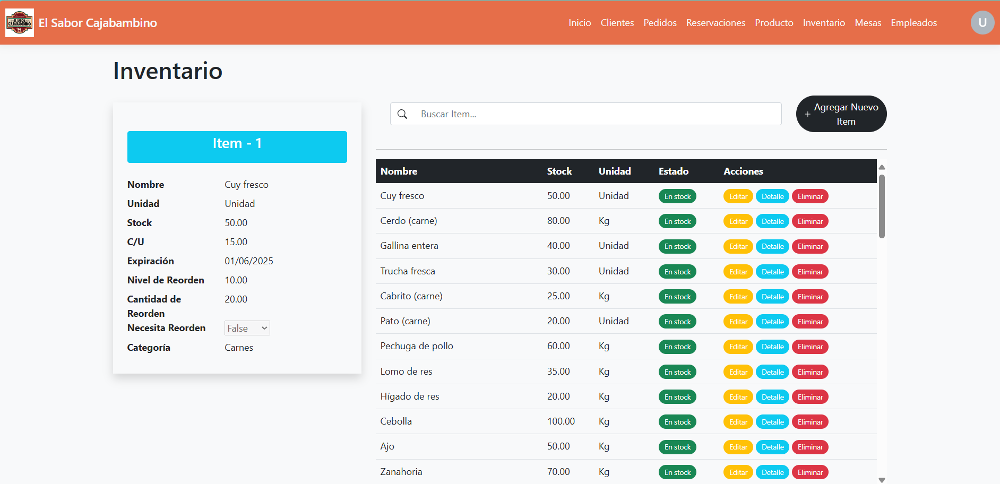 EL SABOR
CAJABAMBINO
El Sabor Cajabambino
Inicio Clientes Pedidos Reservaciones Producto Inventario Mesas Empleados
U
Inventario
Buscar Item...
+ Agregar Nuevo
Item
Item - 1
Nombre Cuy fresco
Unidad Unidad
Stock 50.00
C/U 15.00
Expiración 01/06/2025
Nivel de Reorden 10.00
Cantidad de 20.00
Reorden
Necesita Reorden False
Categoría Carnes
Nombre Stock Unidad Estado Acciones
Cuy fresco 50.00 Unidad En stock Editar Detalle Eliminar
Cerdo (carne) 80.00 Kg En stock Editar Detalle Eliminar
Gallina entera 40.00 Unidad En stock Editar Detalle Eliminar
Trucha fresca 30.00 Unidad En stock Editar Detalle Eliminar
Cabrito (carne) 25.00 Kg En stock Editar Detalle Eliminar
Pato (carne) 20.00 Unidad En stock Editar Detalle Eliminar
Pechuga de pollo 60.00 Kg En stock Editar Detalle Eliminar
Lomo de res 35.00 Kg En stock Editar Detalle Eliminar
Hígado de res 20.00 Kg En stock Editar Detalle Eliminar
Cebolla 100.00 Kg En stock Editar Detalle Eliminar
Ajo 50.00 Kg En stock Editar Detalle Eliminar
Zanahoria 70.00 Kg En stock Editar Detalle Eliminar